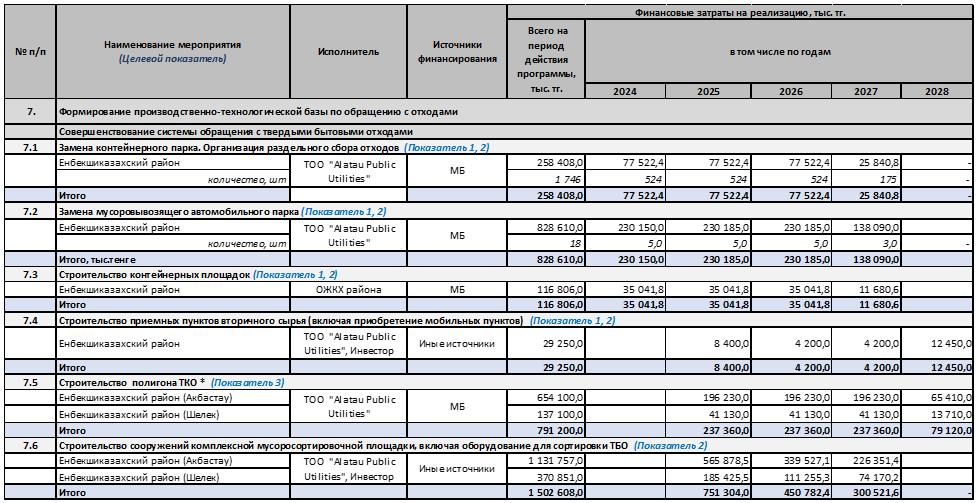 № п/п Наименование мероприятия (Целевой показатель) Исполнитель Источники финансирования Финансовые затраты на реализацию, тыс. тг.
Всего на период действия программы, тыс. тг. в том числе по годам
2024 2025 2026 2027 2028
7. Формирование производственно-технологической базы по обращению с отходами
Совершенствование системы обращения с твердыми бытовыми отходами
7.1 Замена контейнерного парка. Организация раздельного сбора отходов (Показатель 1, 2)
Енбекшиказахский район ТОО "Alatau Public Utilities" МБ 258 408,0 77 522,4 77 522,4 77 522,4 25 840,8 -
количество, шт 1 746 524 524 524 175 -
Итого 258 408,0 77 522,4 77 522,4 77 522,4 25 840,8 -
7.2 Замена мусоровывозящего автомобильного парка (Показатель 1, 2)
Енбекшиказахский район ТОО "Alatau Public Utilities" МБ 828 610,0 230 150,0 230 185,0 230 185,0 138 090,0
количество, шт 18 5,0 5,0 5,0 3,0
Итого, тыс.тенге 828 610,0 230 150,0 230 185,0 230 185,0 138 090,0
7.3 Строительство контейнерных площадок (Показатель 1, 2)
Енбекшиказахский район ОЖКХ района МБ 116 806,0 35 041,8 35 041,8 35 041,8 11 680,6
Итого 116 806,0 35 041,8 35 041,8 35 041,8 11 680,6
7.4 Строительство приемных пунктов вторичного сырья (включая приобретение мобильных пунктов) (Показатель 1, 2)
Енбекшиказахский район ТОО "Alatau Public Utilities", Инвестор Иные источники 29 250,0 8 400,0 4 200,0 4 200,0 12 450,0
Итого 29 250,0 8 400,0 4 200,0 4 200,0 12 450,0
7.5 Строительство полигона ТКО * (Показатель 3)
Енбекшиказахский район (Акбастау) ТОО "Alatau Public Utilities" МБ 654 100,0 196 230,0 196 230,0 196 230,0 65 410,0
Енбекшиказахский район (Шелек) 137 100,0 41 130,0 41 130,0 41 130,0 13 710,0
Итого 791 200,0 237 360,0 237 360,0 237 360,0 79 120,0
7.6 Строительство сооружений комплексной мусоросортировочной площадки, включая оборудование для сортировки ТБО (Показатель 2)
Енбекшиказахский район (Акбастау) ТОО "Alatau Public Utilities", Инвестор Иные источники 1 131 757,0 565 878,5 339 527,1 226 351,4
Енбекшиказахский район (Шелек) 370 851,0 185 425,5 111 255,3 74 170,2
Итого 1 502 608,0 751 304,0 450 782,4 300 521,6 -